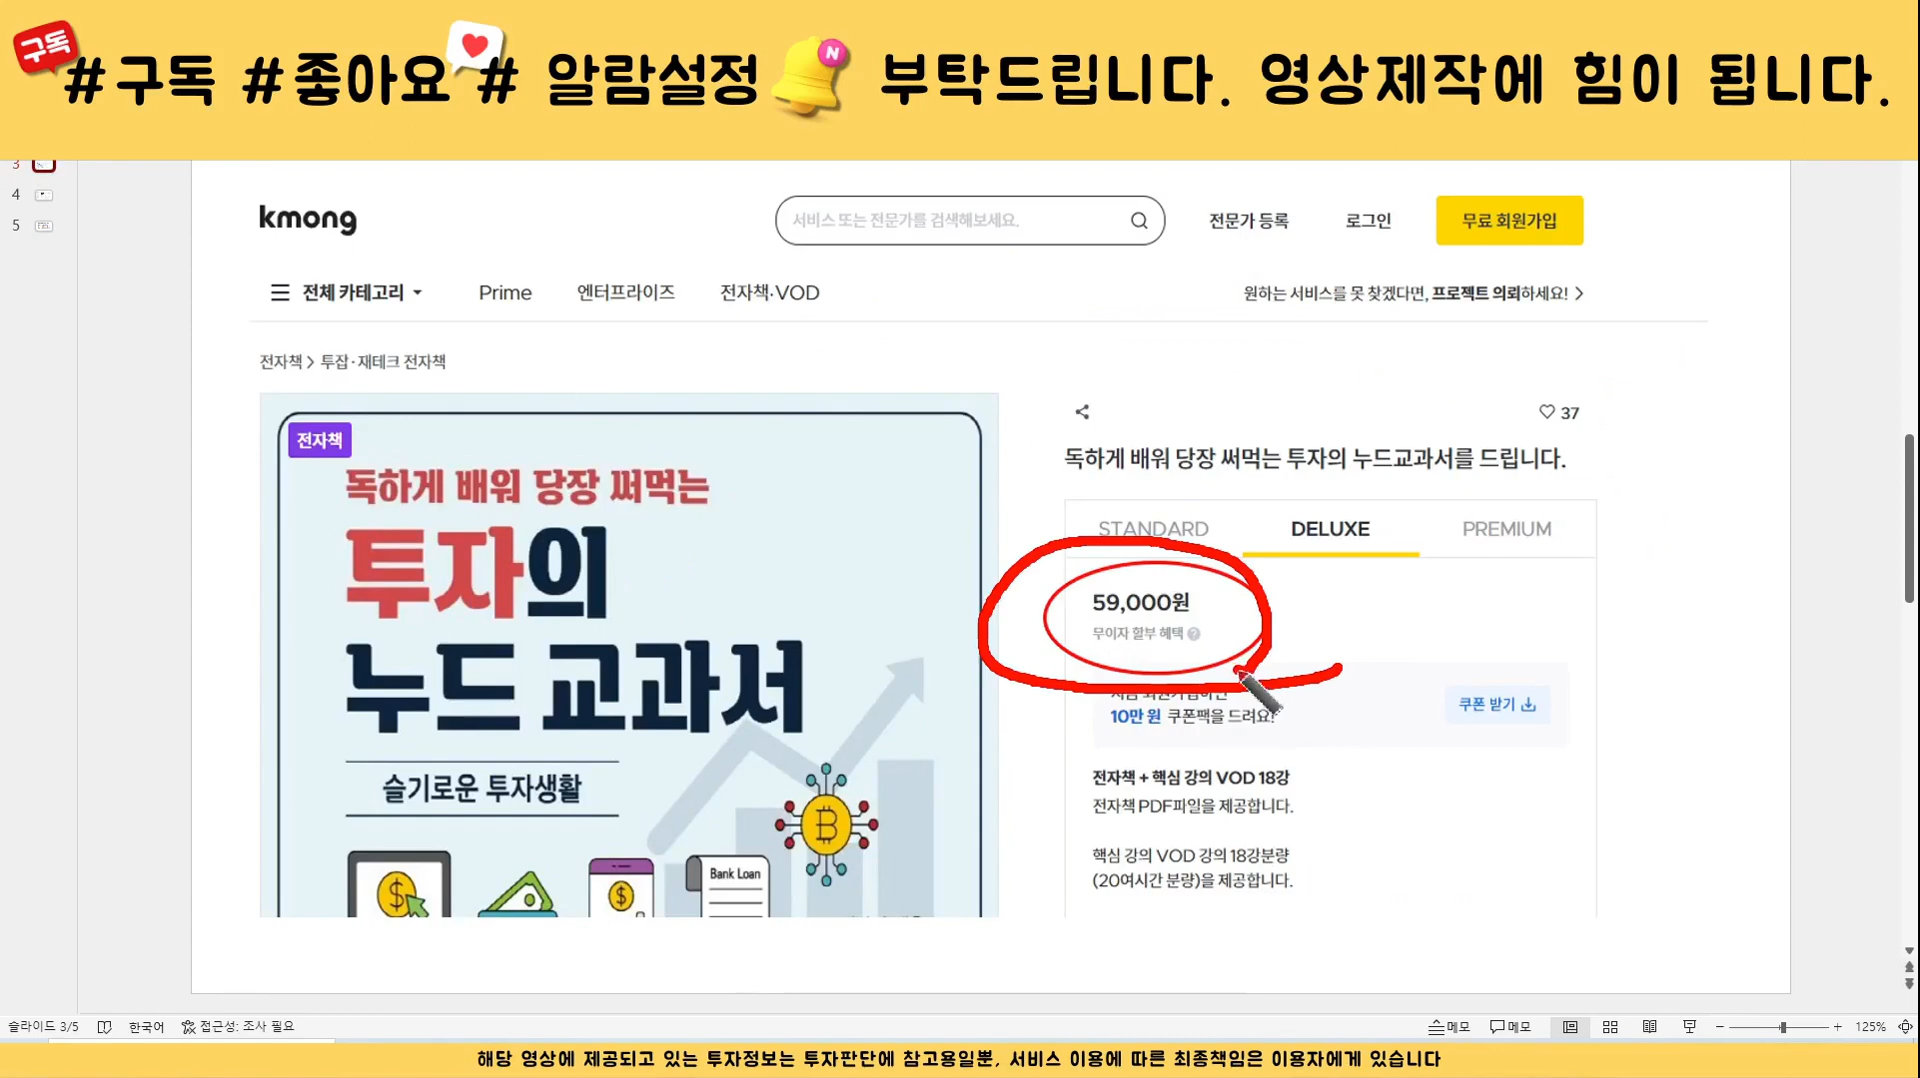 구독
#구독 #좋아요 # 알람설정 N 부탁드립니다. 영상제작에 힘이 됩니다.
3
4
5
kmong
서비스 또는 전문가를 검색해보세요.
전문가 등록
로그인
무료 회원가입
전체 카테고리
Prime
엔터프라이즈
전자책·VOD
원하는 서비스를 못 찾겠다면, 프로젝트 의뢰하세요!
전자책 > 투잡·재테크 전자책
전자책
독하게 배워 당장 써먹는
투자의
누드 교과서
슬기로운 투자생활
Bank Loan
37
독하게 배워 당장 써먹는 투자의 누드교과서를 드립니다.
STANDARD
DELUXE
PREMIUM
59,000원
무이자 할부 혜택
10만 원 쿠폰팩을 드려요!
쿠폰 받기
전자책 + 핵심 강의 VOD 18강
전자책 PDF파일을 제공합니다.
핵심 강의 VOD 강의 18강분량
(20여시간 분량)을 제공합니다.
슬라이드 3/5
한국어
접근성: 조사 필요
메모
메모
125%
해당 영상에 제공되고 있는 투자정보는 투자판단에 참고용일뿐, 서비스 이용에 따른 최종책임은 이용자에게 있습니다